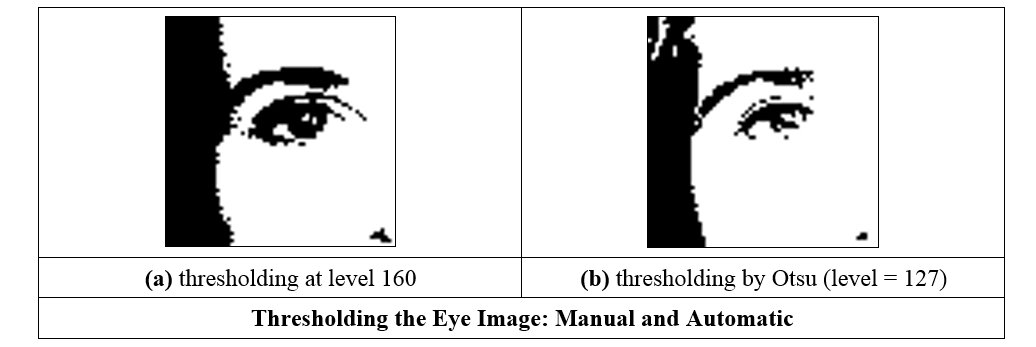 (a) thresholding at level 160
(b) thresholding by Otsu (level = 127)
Thresholding the Eye Image: Manual and Automatic